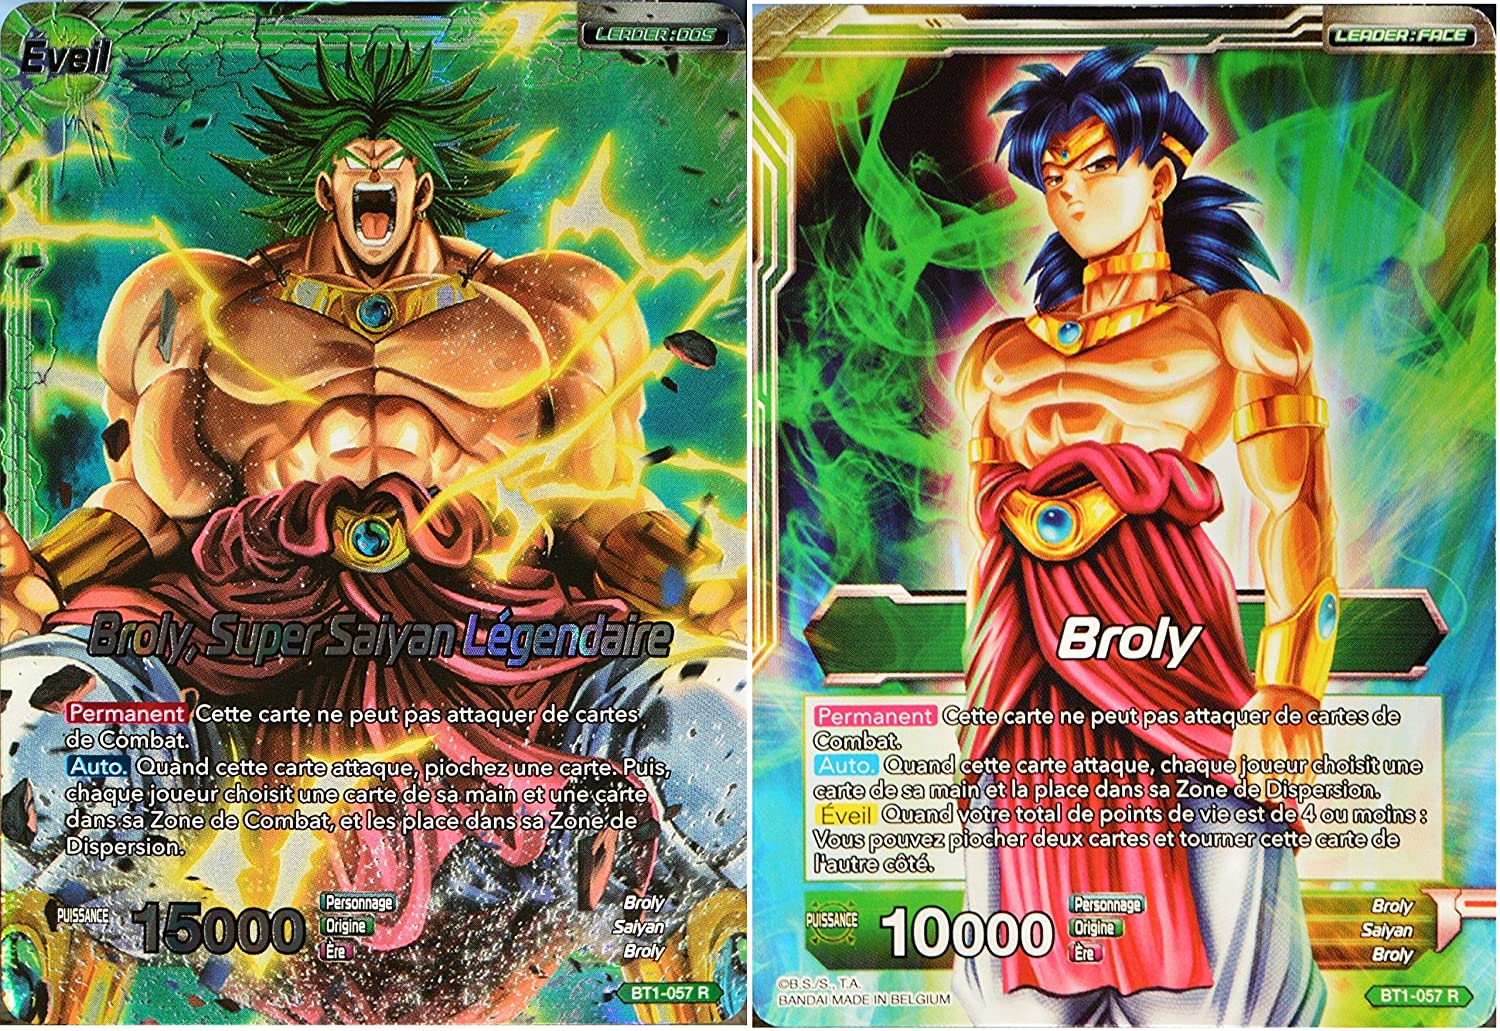 Éveil
LEADER:DOS
Broly, Super Saiyan Légendaire
Permanent Cette carte ne peut pas attaquer de cartes
de Combat.
Auto. Quand cette carte attaque, piochez une carte. Puis,
chaque joueur choisit une carte de sa main et une carte
dans sa Zone de Combat, et les place dans sa Zone de
Dispersion.
PUISSANCE
15000
Personnage Broly
Origine Saiyan
Ère Broly
BT1-057 R
LEADER:FACE
Broly
Permanent Cette carte ne peut pas attaquer de cartes de
Combat.
Auto. Quand cette carte attaque, chaque joueur choisit une
carte de sa main et la place dans sa Zone de Dispersion.
Éveil Quand votre total de points de vie est de 4 ou moins :
Vous pouvez piocher deux cartes et tourner cette carte de
l'autre côté.
PUISSANCE
10000
Personnage Broly
Origine Saiyan
Ère Broly
©B.S./S., T.A.
BANDAI MADE IN BELGIUM
BT1-057 R